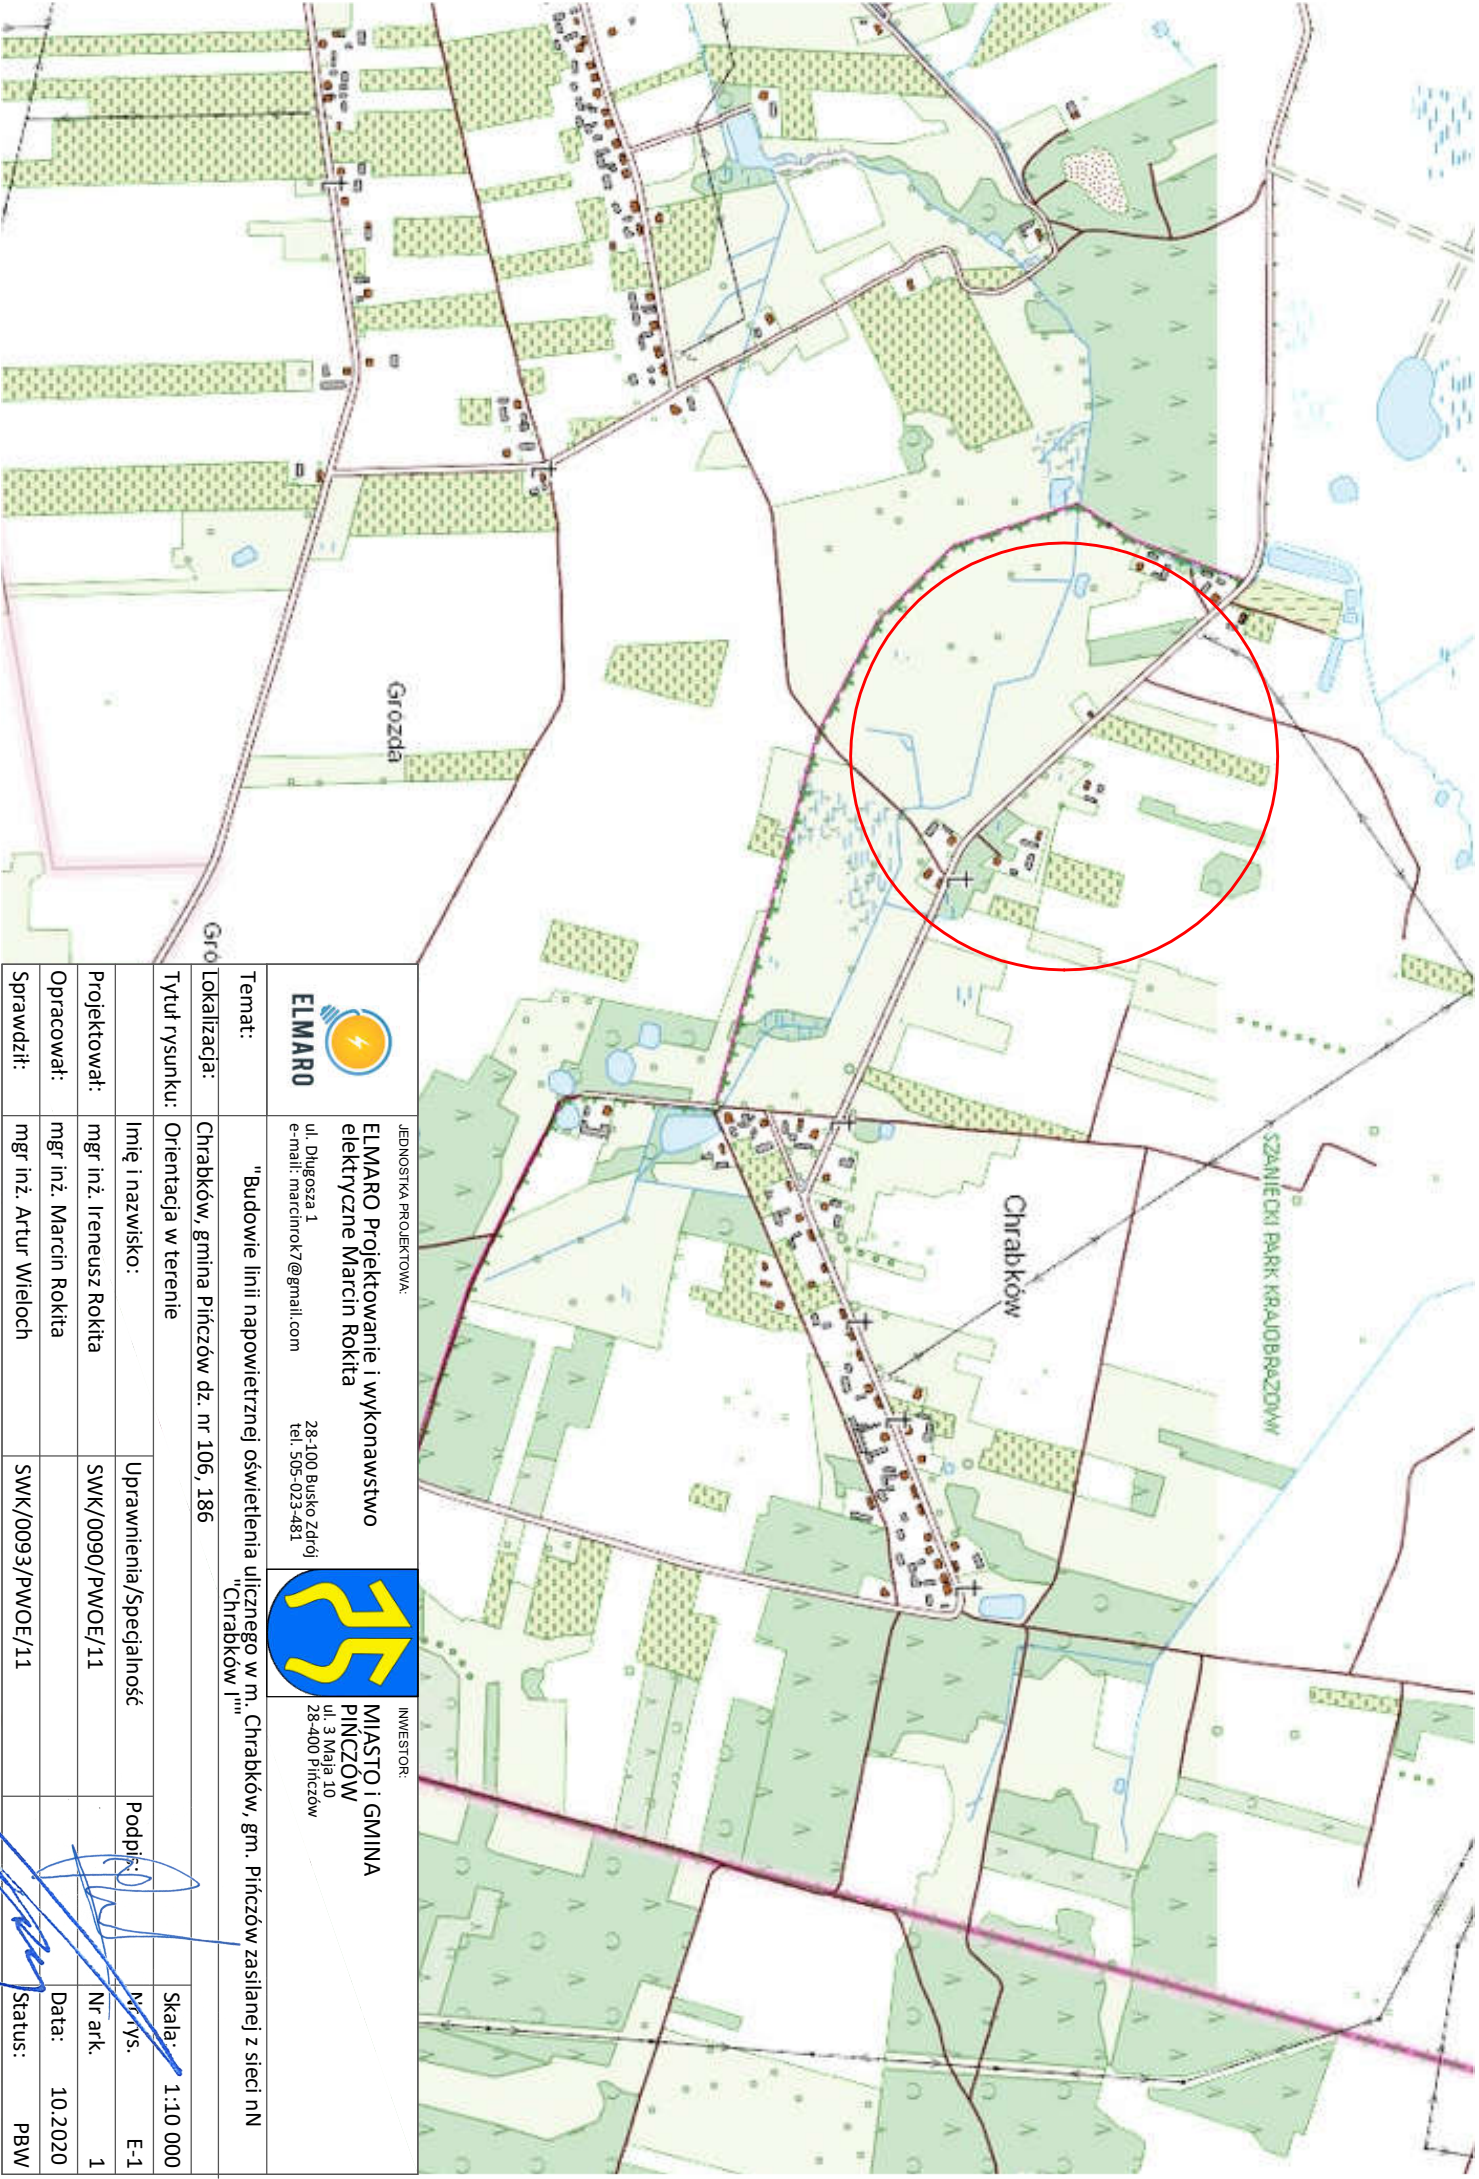 SZANIECKI PARK KRAJOBRAZOWY
Chrabków
Grozda
Gró
ELMARO
JEDNOSTKA PROJEKTOWA:
ELMARO Projektowanie i wykonawstwo
elektryczne Marcin Rokita
ul. Długosza 1
e-mail: marcinrok7@gmail.com
28-100 Busko Zdrój
tel. 505-023-481
INWESTOR:
MIASTO i GMINA
PIŃCZÓW
ul. 3 Maja 10
28-400 Pińczów
Temat:
"Budowie linii napowietrznej oświetlenia ulicznego w m. Chrabków, gm. Pińczów zasilanej z sieci nN
"Chrabków I""
Lokalizacja: Chrabków, gmina Pińczów dz. nr 106, 186
Tytuł rysunku: Orientacja w terenie Skala: 1:10 000
Imię i nazwisko: Uprawnienia/Specjalność Podpis: Nr rys. E-1
Projektował: mgr inż. Ireneusz Rokita SWK/0090/PWOE/11 Nr ark. 1
Opracował: mgr inż. Marcin Rokita Data: 10.2020
Sprawdził: mgr inż. Artur Wieloch SWK/0093/PWOE/11 Status: PBW